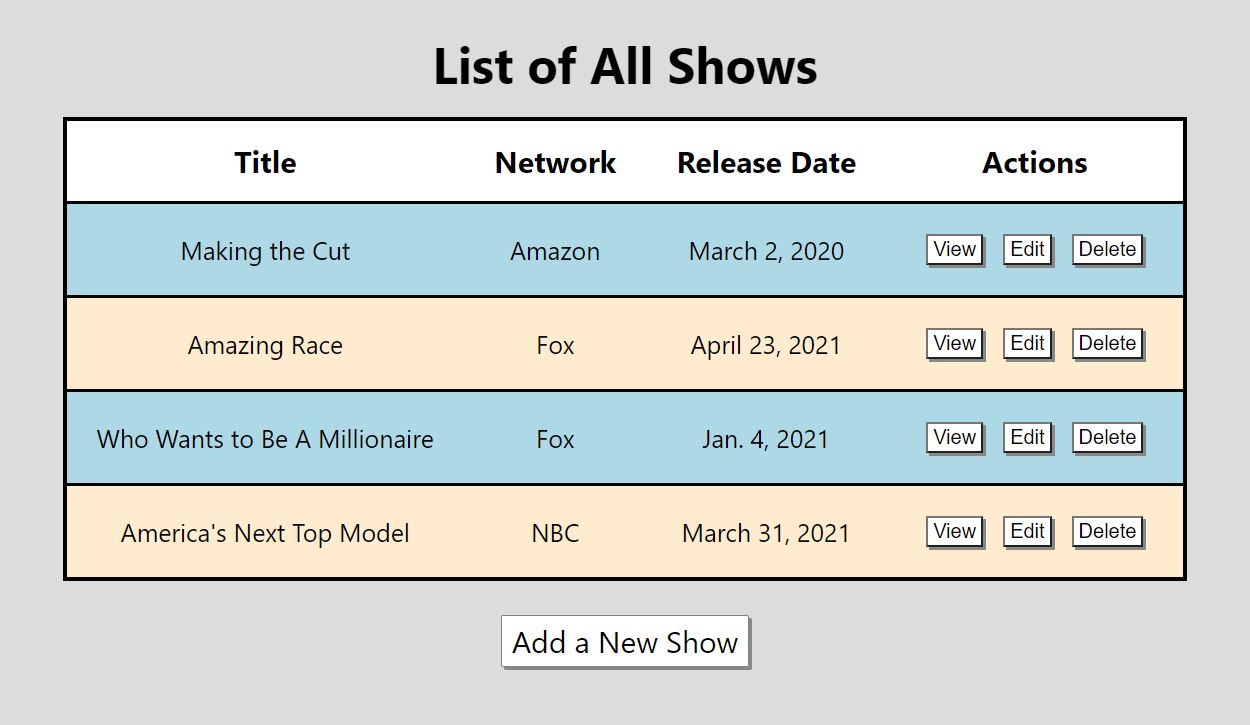 List of All Shows
Title Network Release Date Actions
Making the Cut Amazon March 2, 2020 View Edit Delete
Amazing Race Fox April 23, 2021 View Edit Delete
Who Wants to Be A Millionaire Fox Jan. 4, 2021 View Edit Delete
America's Next Top Model NBC March 31, 2021 View Edit Delete
Add a New Show